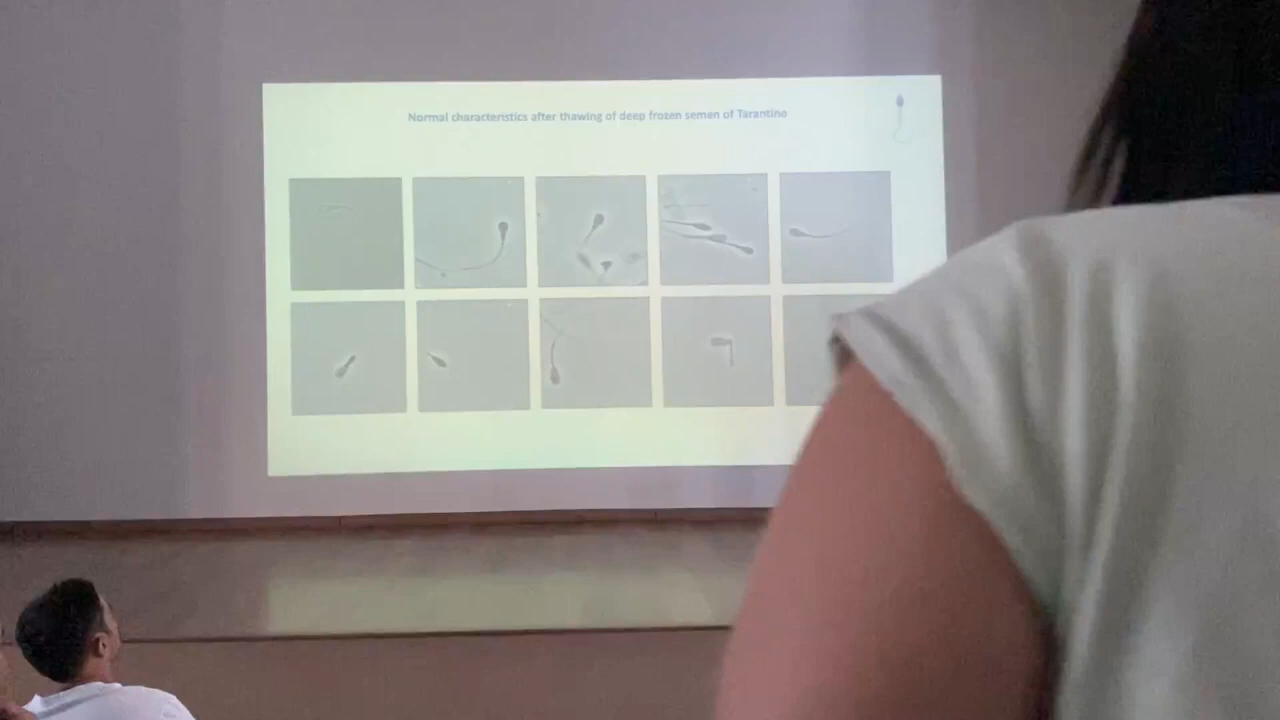 Normal characteristics after thawing of deep frozen semen of Tarantino